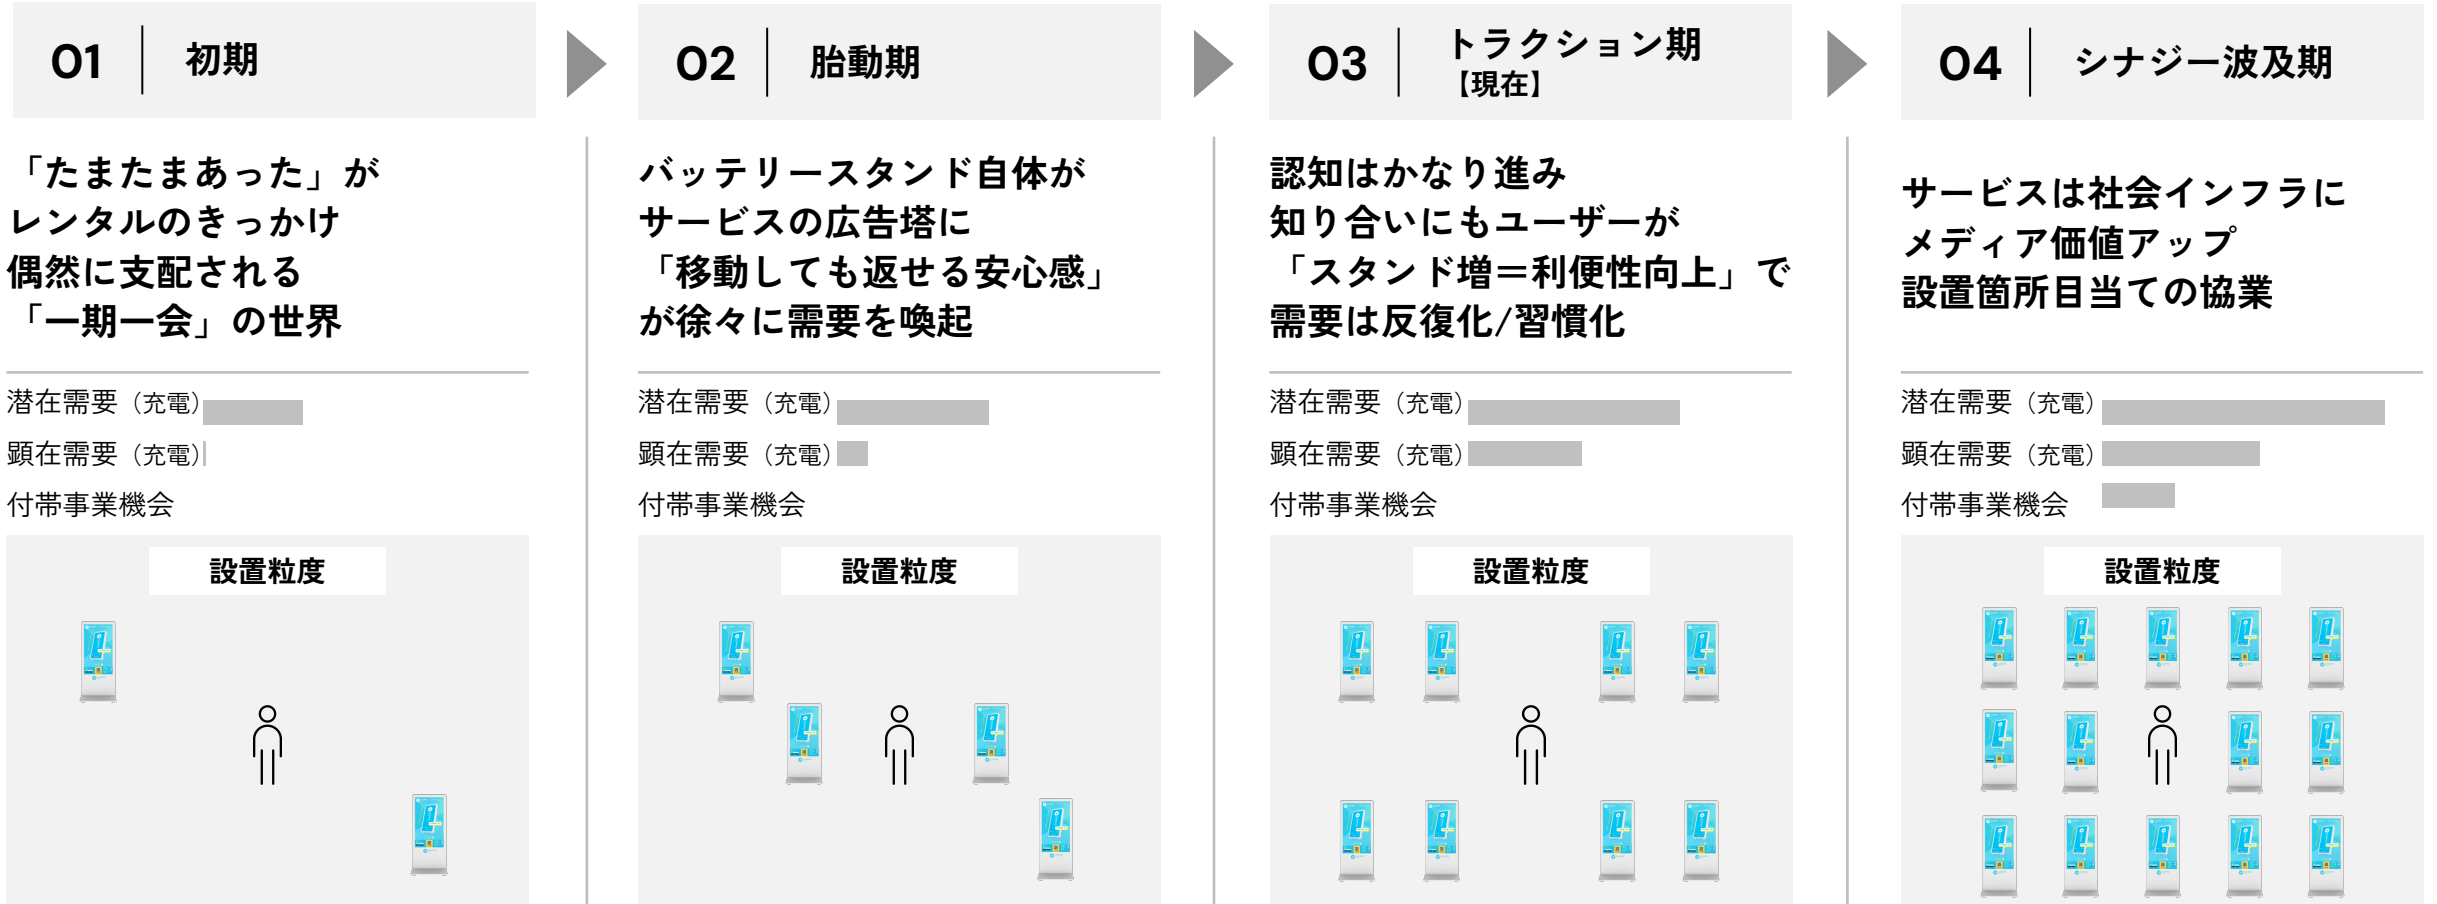 01
初期
「たまたまあった」が
レンタルのきっかけ
偶然に支配される
「一期一会」の世界
潜在需要（充電）
顕在需要（充電）
付帯事業機会
設置粒度
02
胎動期
バッテリースタンド自体が
サービスの広告塔に
「移動しても返せる安心感」
が徐々に需要を喚起
潜在需要（充電）
顕在需要（充電）
付帯事業機会
設置粒度
03
トラクション期
【現在】
認知はかなり進み
知り合いにもユーザーが
「スタンド増＝利便性向上」で
需要は反復化/習慣化
潜在需要（充電）
顕在需要（充電）
付帯事業機会
設置粒度
04
シナジー波及期
サービスは社会インフラに
メディア価値アップ
設置箇所目当ての協業
潜在需要（充電）
顕在需要（充電）
付帯事業機会
設置粒度